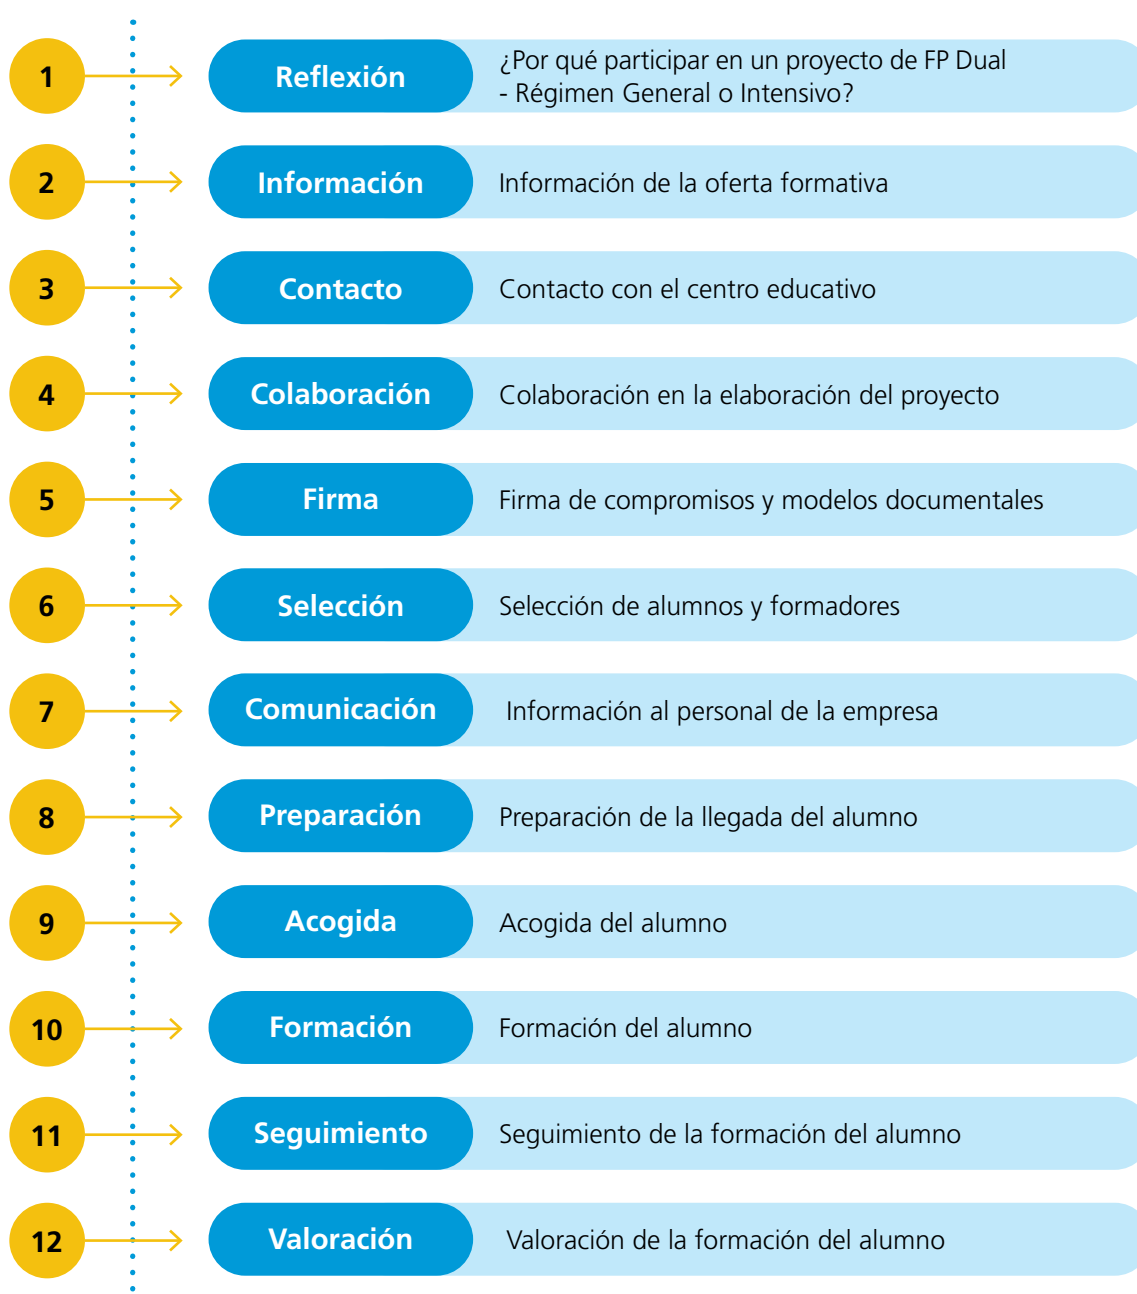 1
Reflexión
¿Por qué participar en un proyecto de FP Dual
- Régimen General o Intensivo?
2
Información
Información de la oferta formativa
3
Contacto
Contacto con el centro educativo
4
Colaboración
Colaboración en la elaboración del proyecto
5
Firma
Firma de compromisos y modelos documentales
6
Selección
Selección de alumnos y formadores
7
Comunicación
Información al personal de la empresa
8
Preparación
Preparación de la llegada del alumno
9
Acogida
Acogida del alumno
10
Formación
Formación del alumno
11
Seguimiento
Seguimiento de la formación del alumno
12
Valoración
Valoración de la formación del alumno